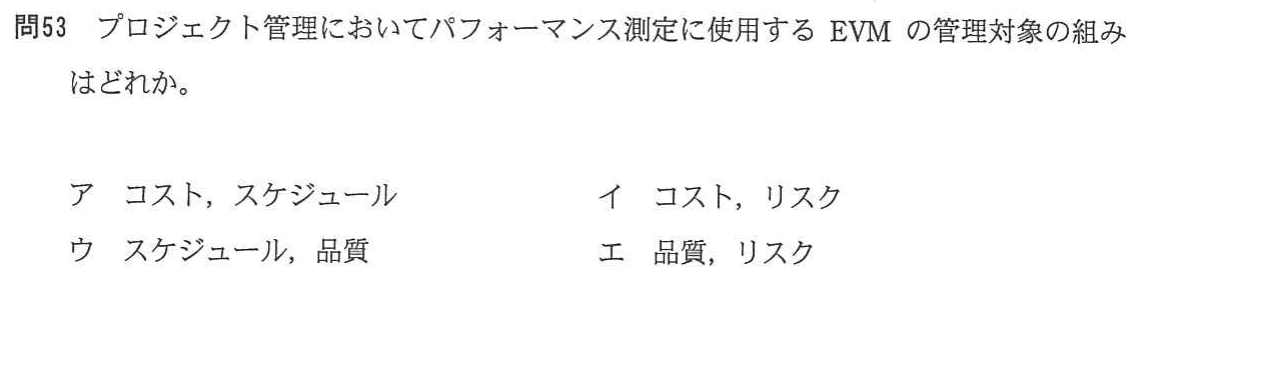 問53 プロジェクト管理においてパフォーマンス測定に使用する EVM の管理対象の組み
はどれか。
ア コスト，スケジュール イ コスト，リスク
ウ スケジュール，品質 エ 品質，リスク